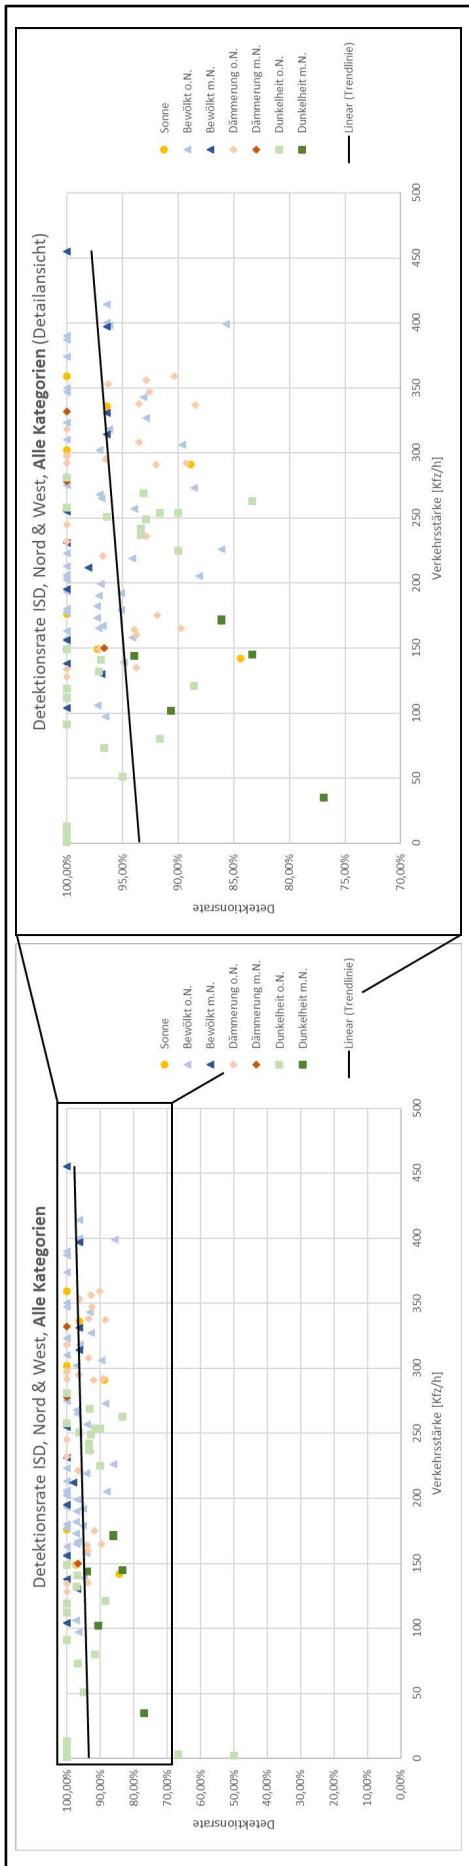 Detektionsrate ISD, Nord & West, Alle Kategorien
100,00%
90,00%
80,00%
70,00%
60,00%
50,00%
40,00%
30,00%
20,00%
10,00%
0,00%
Detektionsrate
0 50 100 150 200 250 300 350 400 450 500
Verkehrsstärke [Kfz/h]
Sonne
Bewölkt o.N.
Bewölkt m.N.
Dämmerung o.N.
Dämmerung m.N.
Dunkelheit o.N.
Dunkelheit m.N.
Linear (Trendlinie)
Detektionsrate ISD, Nord & West, Alle Kategorien (Detailansicht)
100,00%
95,00%
90,00%
85,00%
80,00%
75,00%
70,00%
Detektionsrate
0 50 100 150 200 250 300 350 400 450 500
Verkehrsstärke [Kfz/h]
Sonne
Bewölkt o.N.
Bewölkt m.N.
Dämmerung o.N.
Dämmerung m.N.
Dunkelheit o.N.
Dunkelheit m.N.
Linear (Trendlinie)